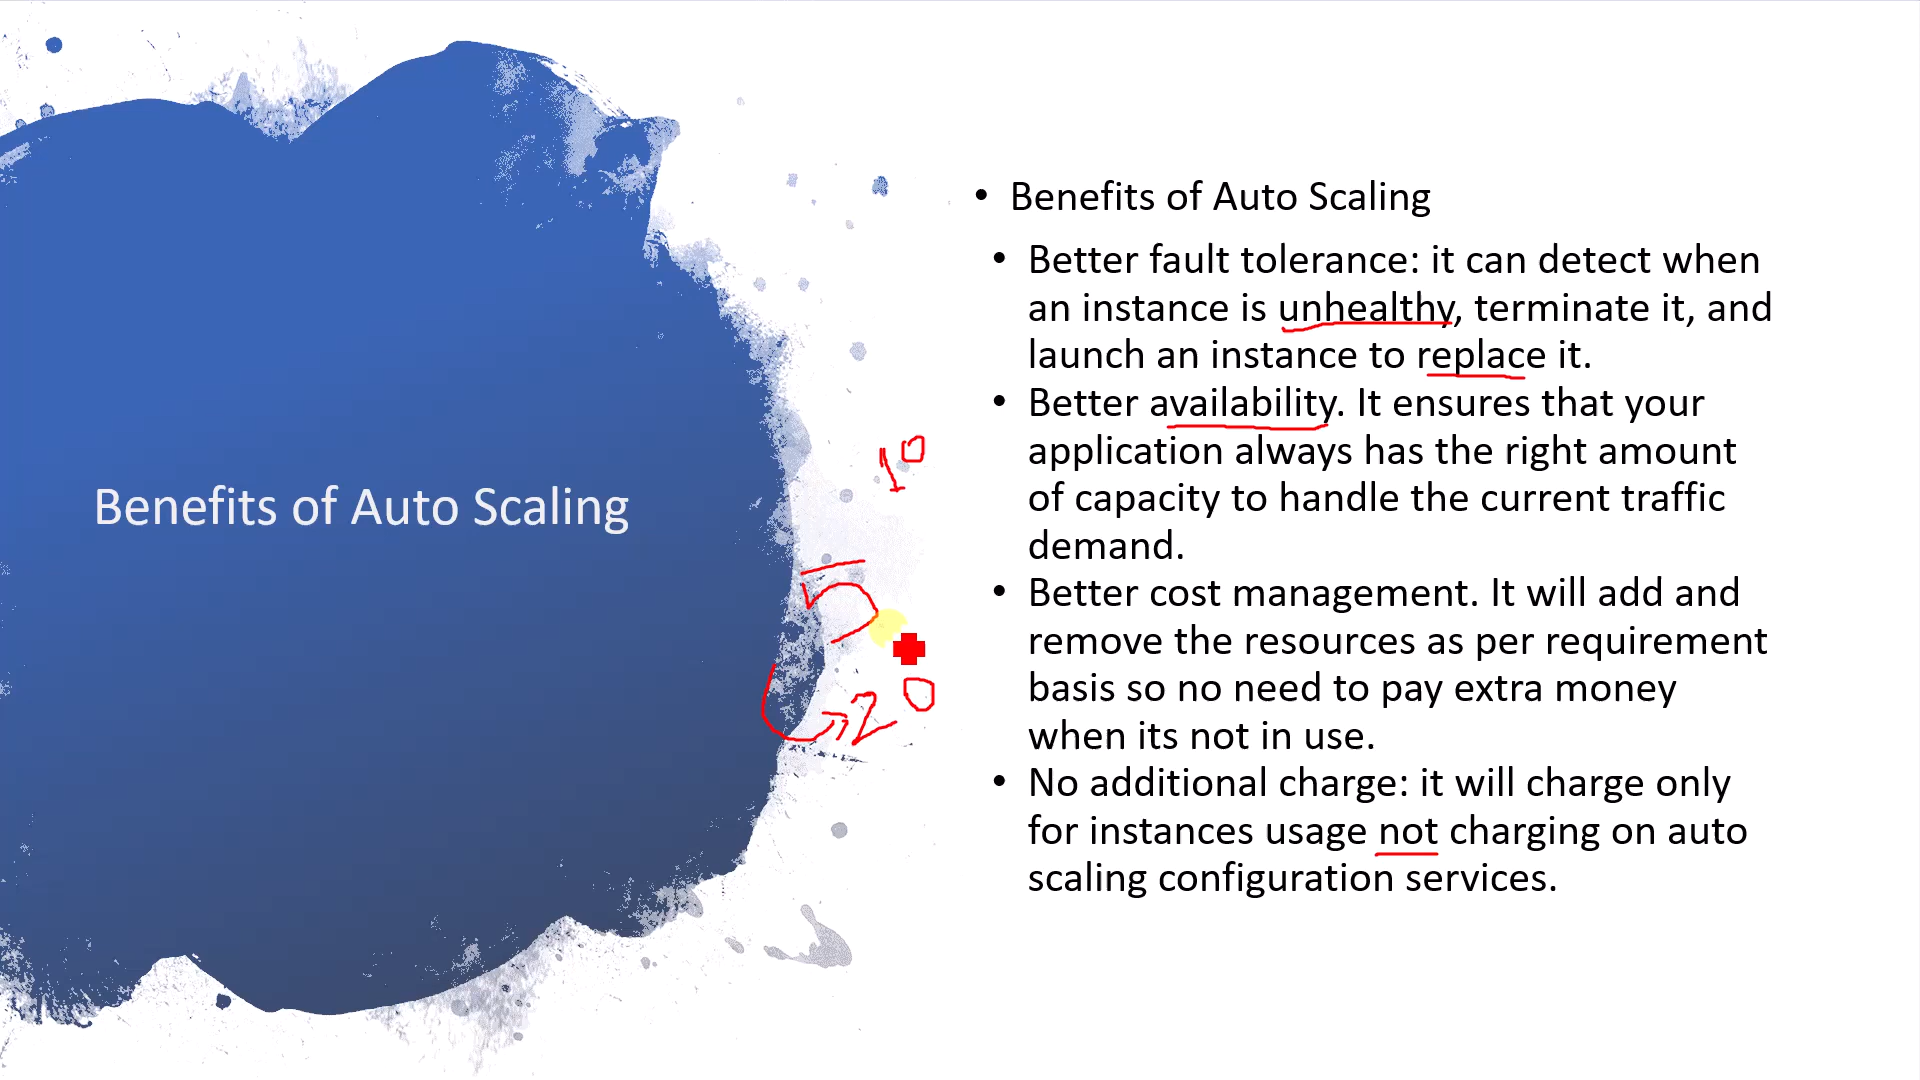 Benefits of Auto Scaling
• Benefits of Auto Scaling
• Better fault tolerance: it can detect when
an instance is unhealthy, terminate it, and
launch an instance to replace it.
• Better availability. It ensures that your
application always has the right amount
of capacity to handle the current traffic
demand.
• Better cost management. It will add and
remove the resources as per requirement
basis so no need to pay extra money
when its not in use.
• No additional charge: it will charge only
for instances usage not charging on auto
scaling configuration services.
10
5
20